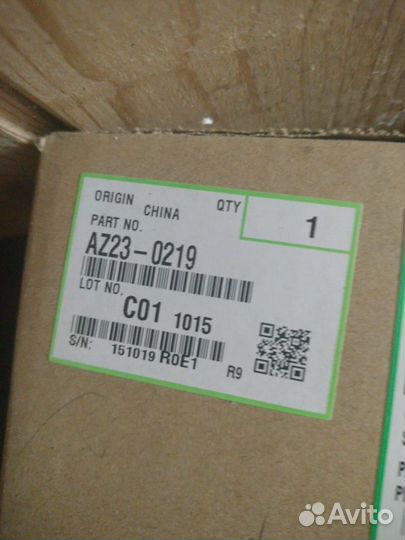 ORIGIN CHINA QTY 1
PART NO.
AZ23-0219
LOT NO.
C01 1015
S/N: 151019 R0E1 R9
S
P
Avito